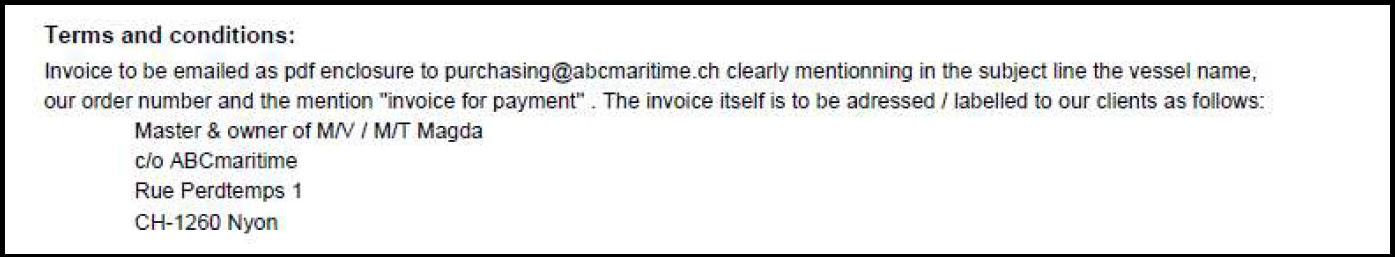 Terms and conditions:
Invoice to be emailed as pdf enclosure to purchasing@abcmaritime.ch clearly mentionning in the subject line the vessel name,
our order number and the mention "invoice for payment" . The invoice itself is to be adressed / labelled to our clients as follows:
Master & owner of M/V / M/T Magda
c/o ABCmaritime
Rue Perdtemps 1
CH-1260 Nyon